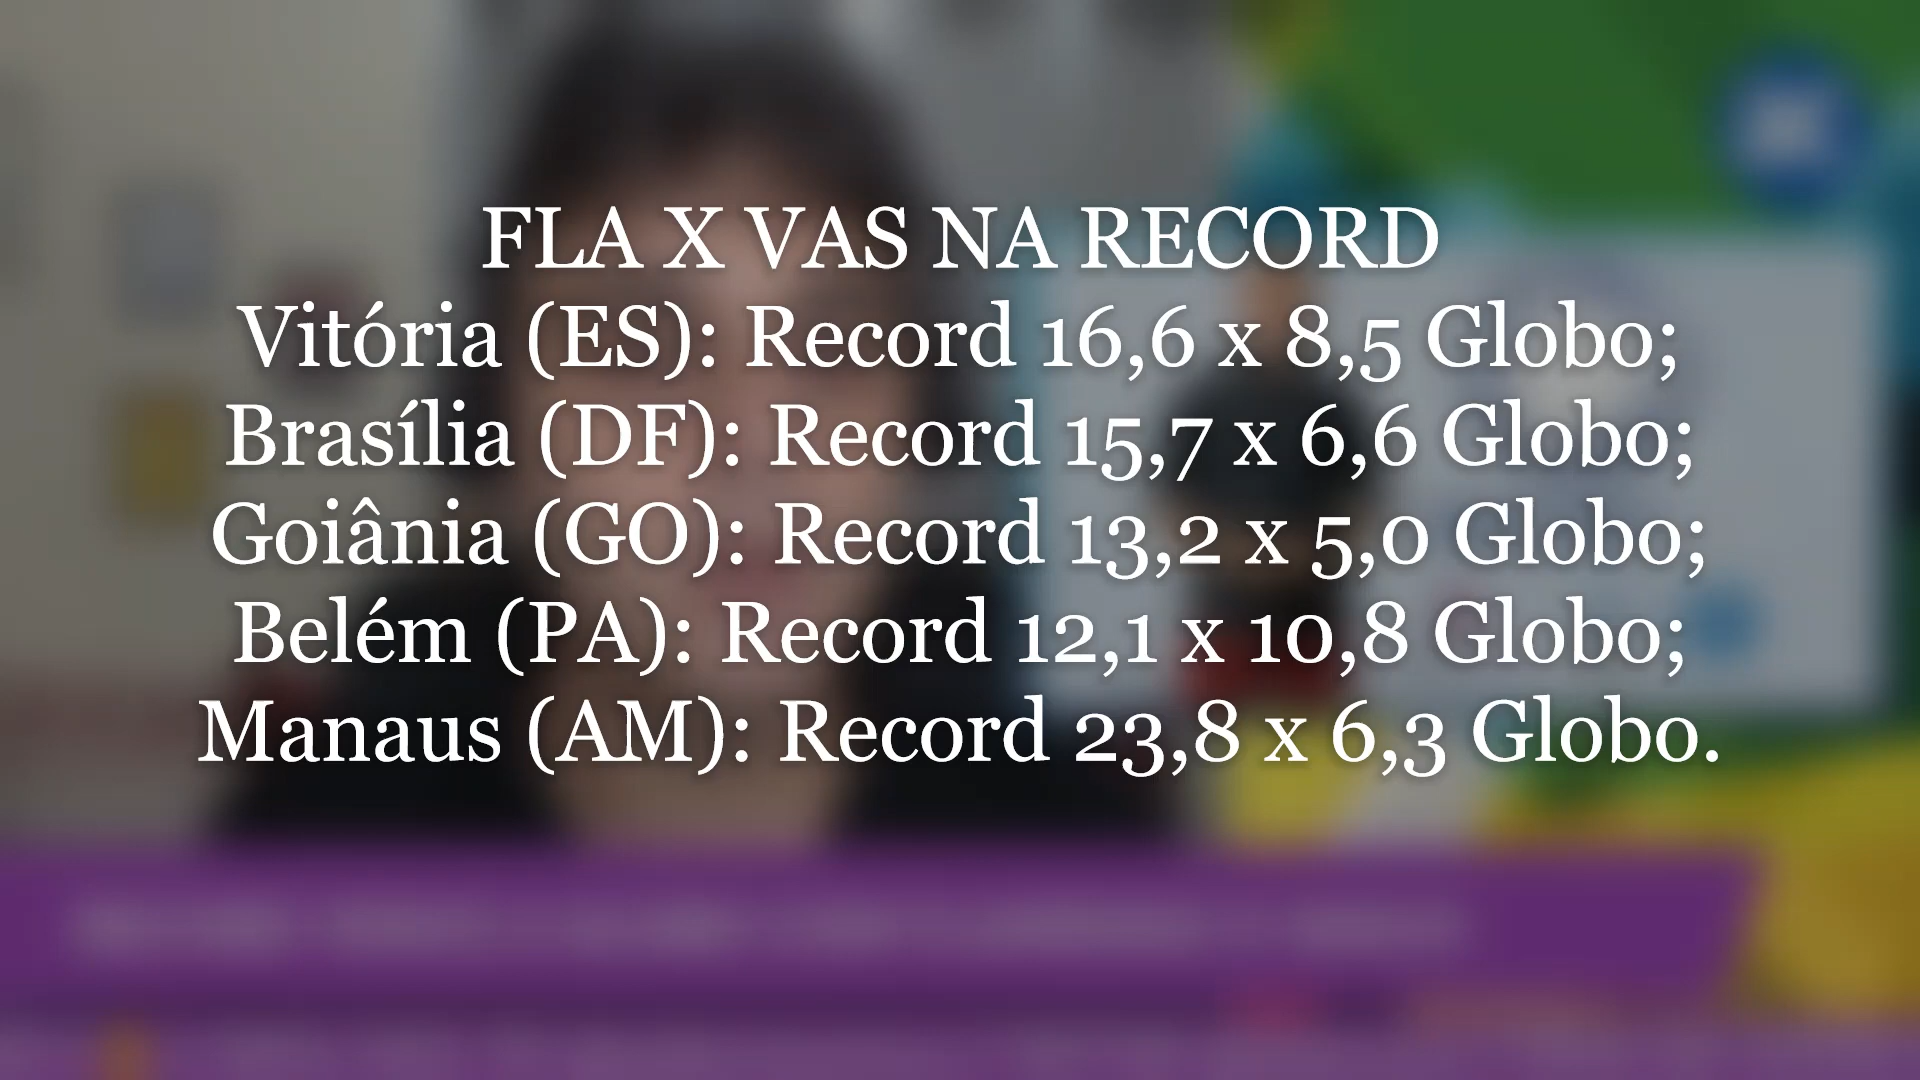 FLA X VAS NA RECORD
Vitória (ES): Record 16,6 x 8,5 Globo;
Brasília (DF): Record 15,7 x 6,6 Globo;
Goiânia (GO): Record 13,2 x 5,0 Globo;
Belém (PA): Record 12,1 x 10,8 Globo;
Manaus (AM): Record 23,8 x 6,3 Globo.